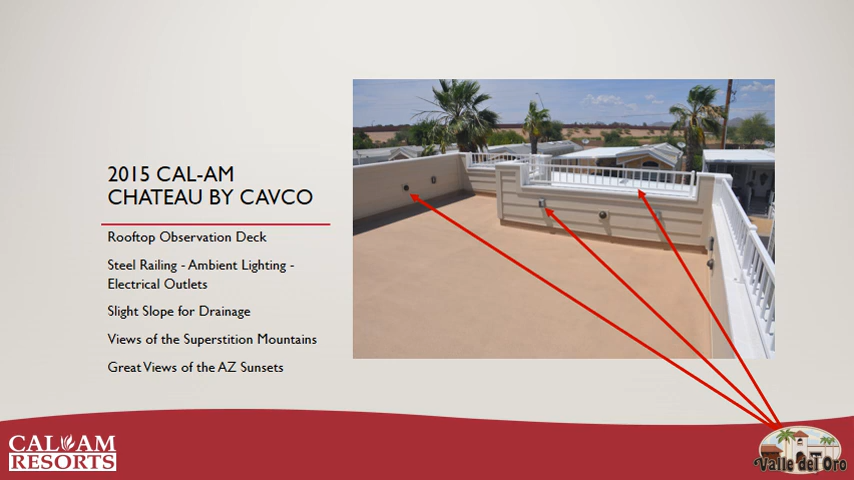 2015 CAL-AM
CHATEAU BY CAVCO
Rooftop Observation Deck
Steel Railing - Ambient Lighting -
Electrical Outlets
Slight Slope for Drainage
Views of the Superstition Mountains
Great Views of the AZ Sunsets
CAL AM
RESORTS
Valle del Oro